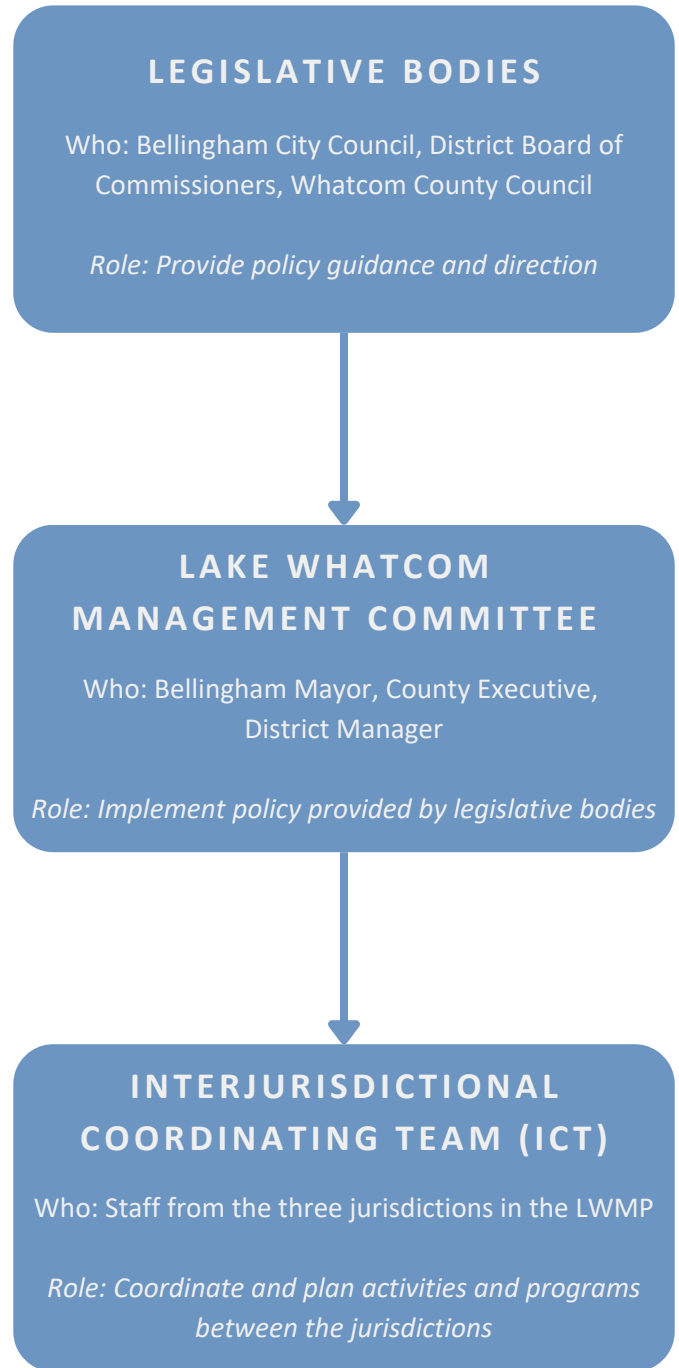 LEGISLATIVE BODIES
Who: Bellingham City Council, District Board of
Commissioners, Whatcom County Council
Role: Provide policy guidance and direction
LAKE WHATCOM
MANAGEMENT COMMITTEE
Who: Bellingham Mayor, County Executive,
District Manager
Role: Implement policy provided by legislative bodies
INTERJURISDICTIONAL
COORDINATING TEAM (ICT)
Who: Staff from the three jurisdictions in the LWMP
Role: Coordinate and plan activities and programs
between the jurisdictions